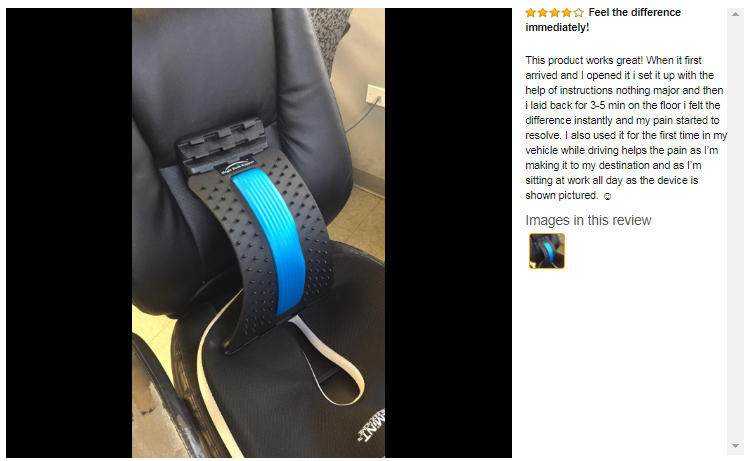 Feel the difference
immediately!
This product works great! When it first
arrived and I opened it i set it up with the
help of instructions nothing major and then
i laid back for 3-5 min on the floor i felt the
difference instantly and my pain started to
resolve. I also used it for the first time in my
vehicle while driving helps the pain as I'm
making it to my destination and as I'm
sitting at work all day as the device is
shown pictured. ☺
Images in this review
Magic Back Support